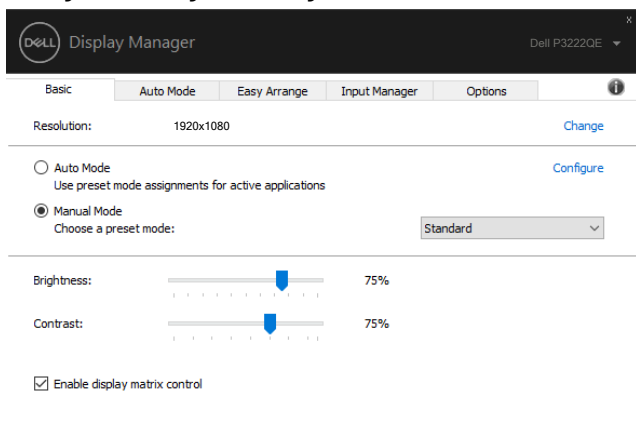 x
DELL Display Manager Dell P3222QE
Basic Auto Mode Easy Arrange Input Manager Options
Resolution: 1920x1080 Change
Auto Mode Configure
Use preset mode assignments for active applications
Manual Mode
Choose a preset mode: Standard
Brightness: 75%
Contrast: 75%
Enable display matrix control